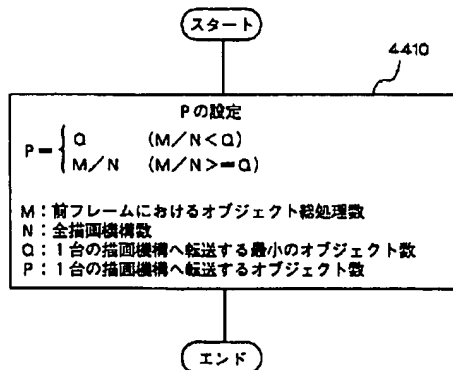 スタート
4410
Pの設定
P= { Q (M/N<Q)
M/N (M/N>=Q)
M:前フレームにおけるオブジェクト総処理数
N:全描画機構数
Q:1台の描画機構へ転送する最小のオブジェクト数
P:1台の描画機構へ転送するオブジェクト数
エンド